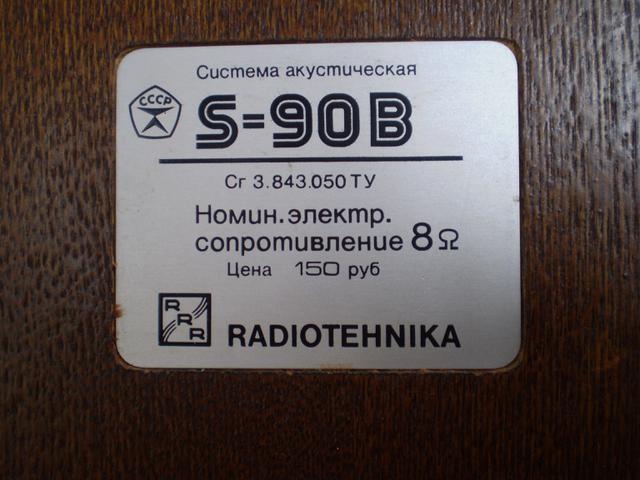 Система акустическая
СССР
S-90B
Сг 3.843.050 ТУ
Номин. электр.
сопротивление 8 Ω
Цена 150 руб
RRR
RADIOTEHNIKA